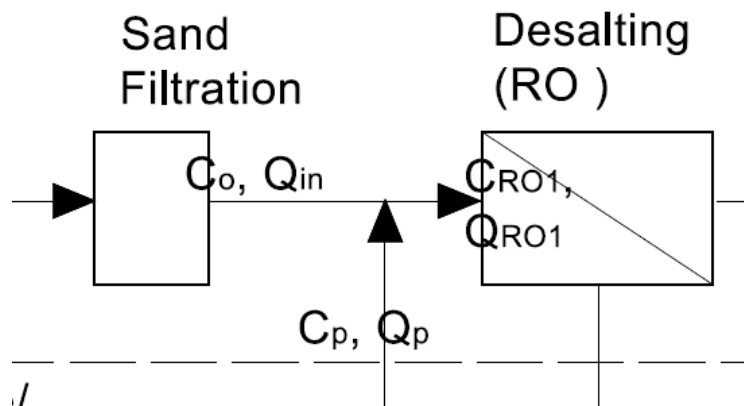 Sand
Filtration
Desalting
(RO )
Co, Qin
CRO1,
QRO1
Cp, Qp